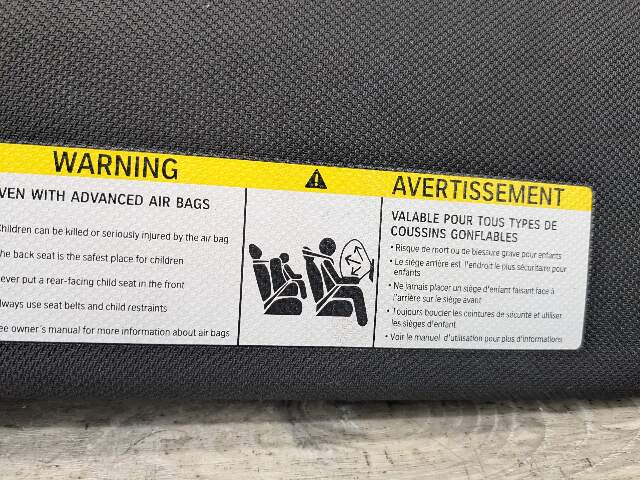 WARNING
VEN WITH ADVANCED AIR BAGS
Children can be killed or seriously injured by the air bag
he back seat is the safest place for children
ever put a rear-facing child seat in the front
lways use seat belts and child restraints
ee owner's manual for more information about air bags
AVERTISSEMENT
VALABLE POUR TOUS TYPES DE
COUSSINS GONFLABLES
• Risque de mort ou de blessure grave pour enfants
• Le siège arrière est l'endroit le plus sécuritaire pour
enfants
• Ne jamais placer un siège d'enfant faisant face à
l'arrière sur le siège avant
• Toujours boucler les ceintures de sécurité et utiliser
les sièges d'enfant
• Voir le manuel d'utilisation pour plus d'informations